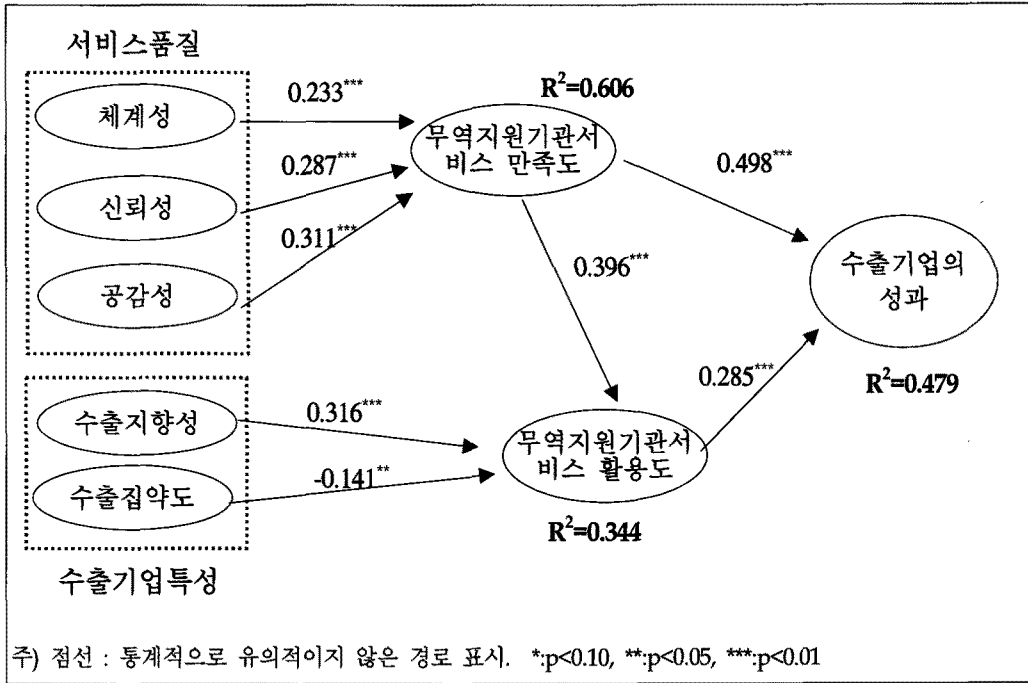 서비스품질
체계성
신뢰성
공감성
0.233***
0.287***
0.311***
R²=0.606
무역지원기관서
비스 만족도
0.498***
0.396***
수출기업의
성과
R²=0.479
0.285***
수출지향성
수출집약도
0.316***
-0.141**
무역지원기관서
비스 활용도
R²=0.344
수출기업특성
주) 점선 : 통계적으로 유의적이지 않은 경로 표시. *:p<0.10, **:p<0.05, ***:p<0.01